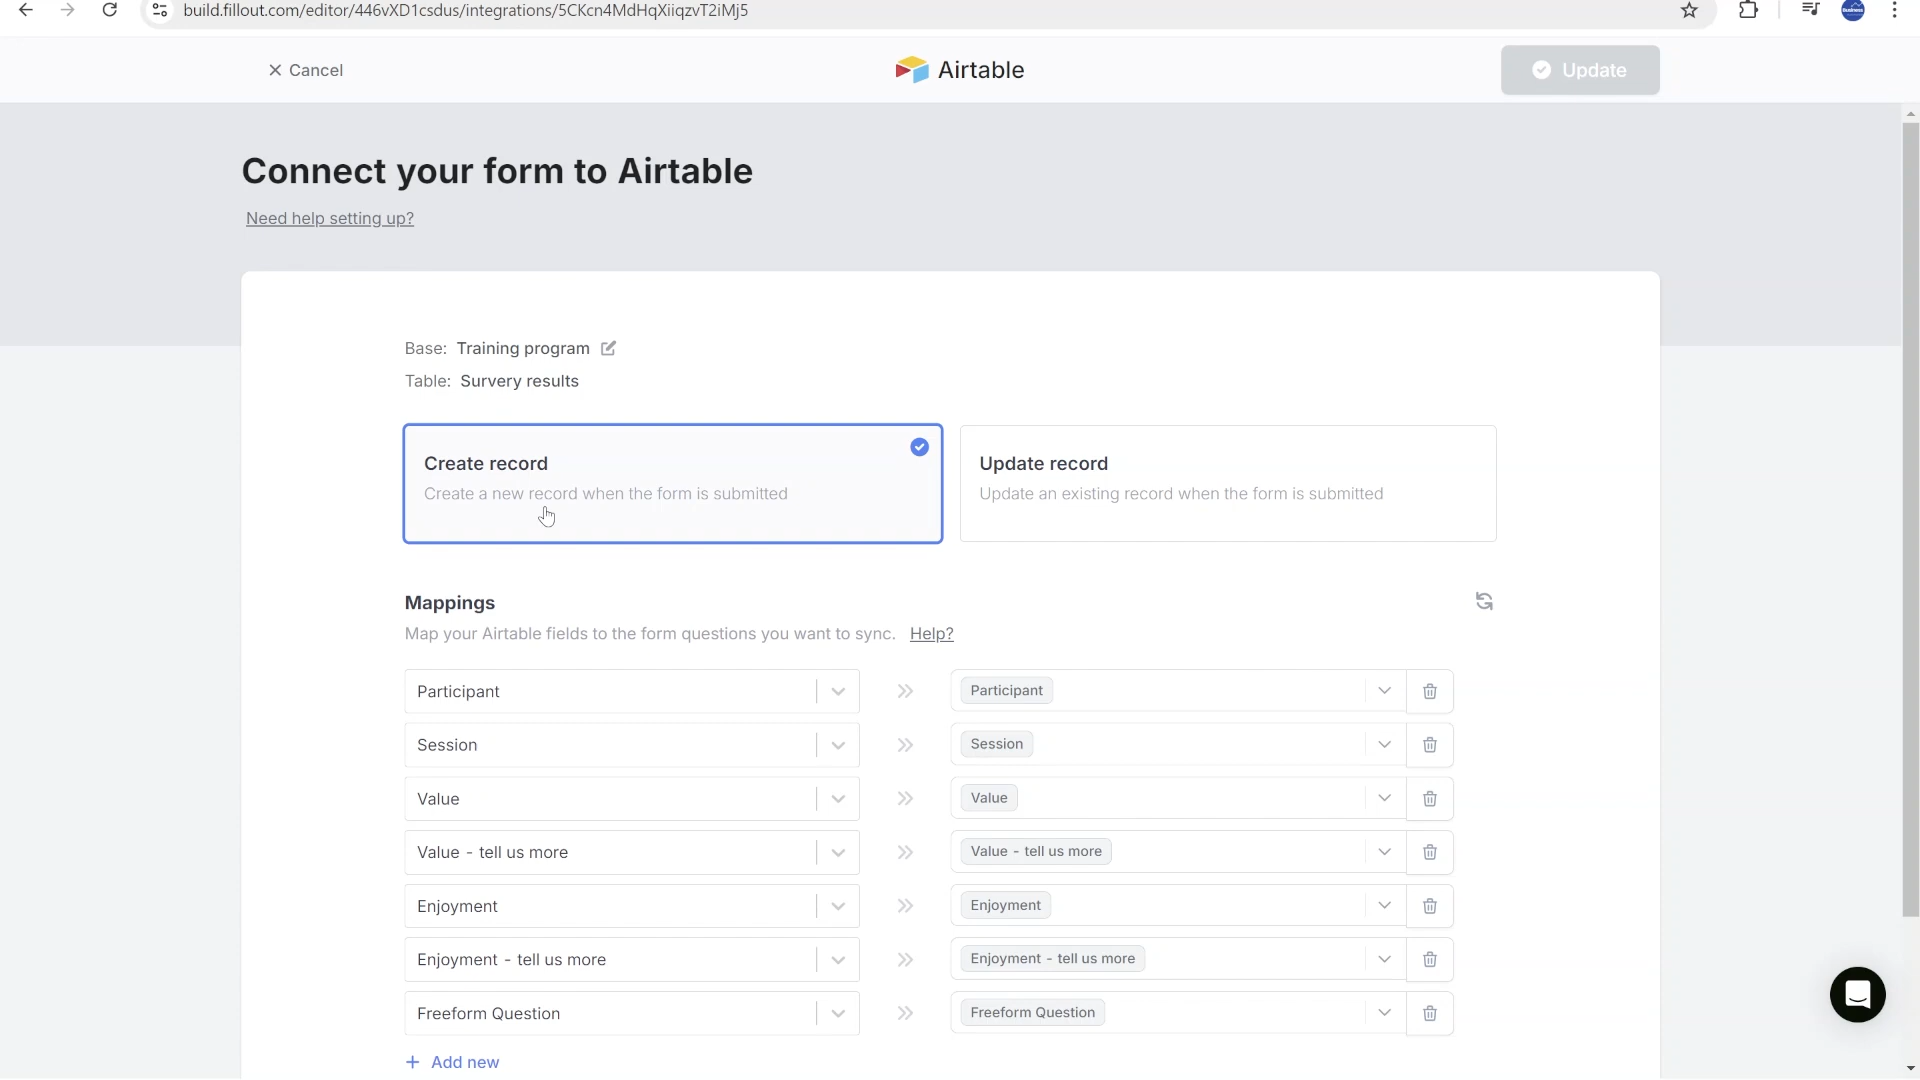 build.fillout.com/editor/446vXD1csdus/integrations/5CKcn4MdHqXiiqzvT2iMj5
Cancel
Airtable
Update
Connect your form to Airtable
Need help setting up?
Base: Training program
Table: Survery results
Create record
Create a new record when the form is submitted
Update record
Update an existing record when the form is submitted
Mappings
Map your Airtable fields to the form questions you want to sync. Help?
Participant Participant
Session Session
Value Value
Value - tell us more Value - tell us more
Enjoyment Enjoyment
Enjoyment - tell us more Enjoyment - tell us more
Freeform Question Freeform Question
+ Add new